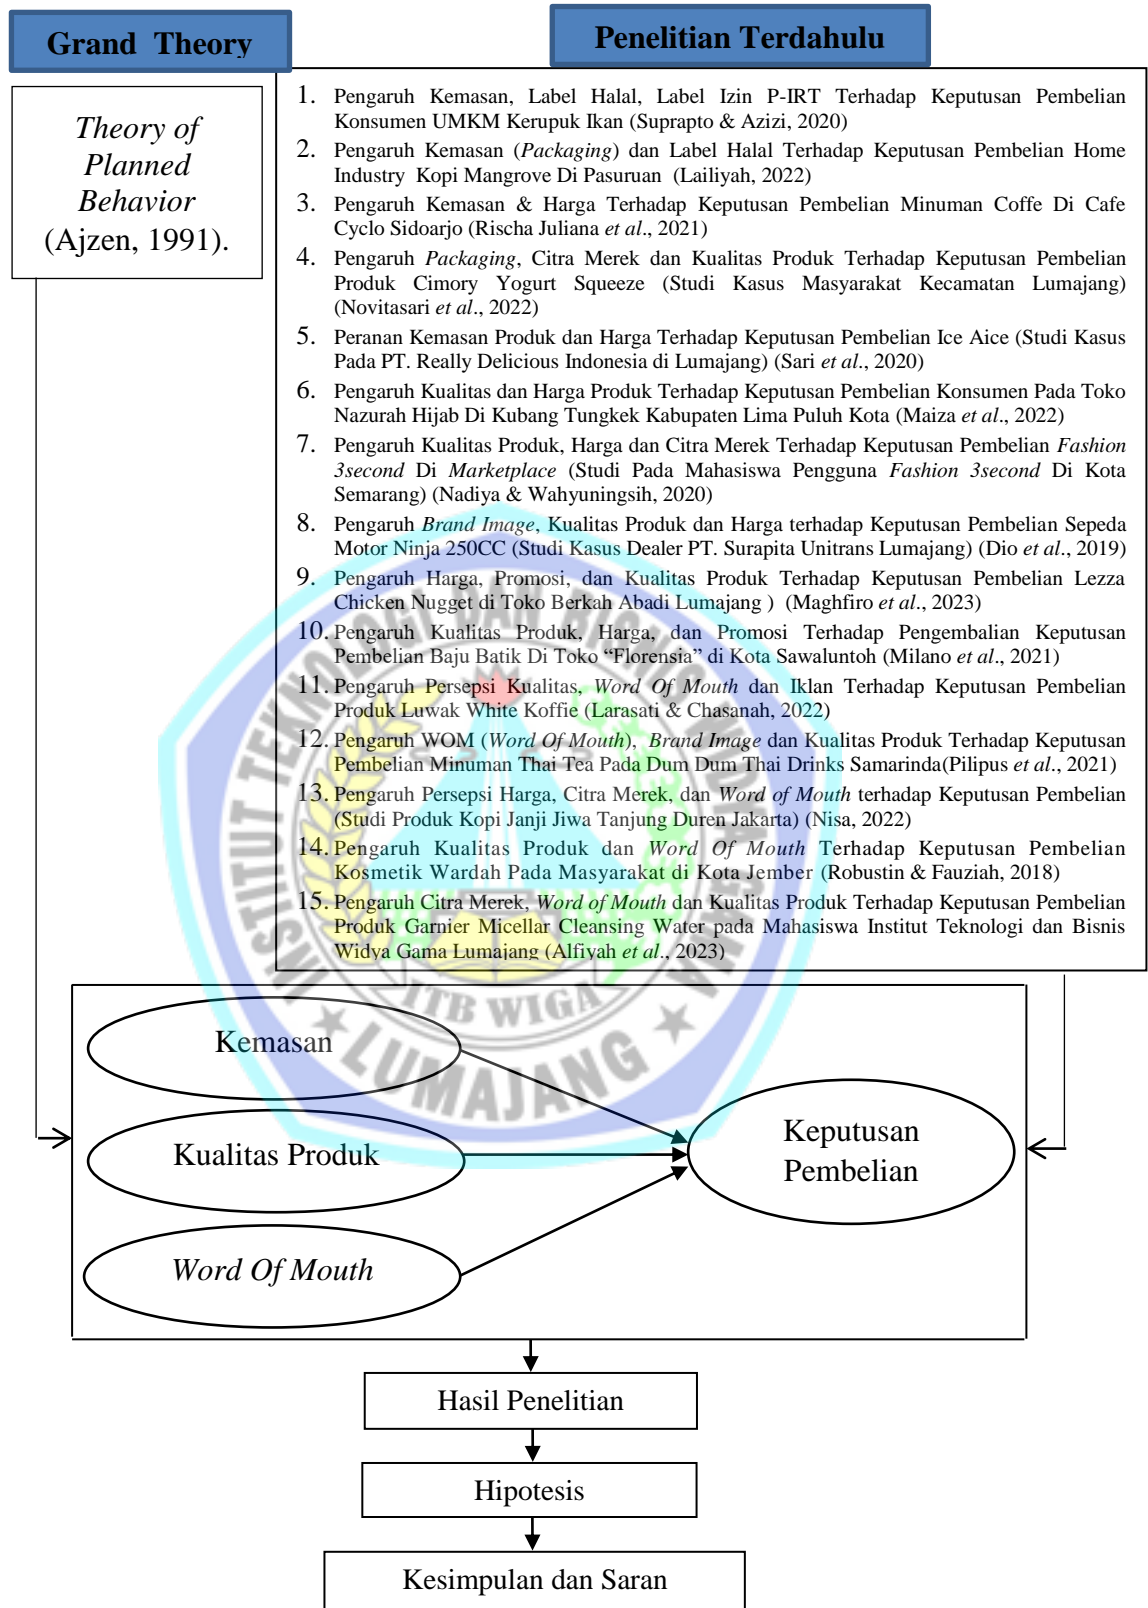 Grand Theory
Penelitian Terdahulu
Theory of
Planned
Behavior
(Ajzen, 1991).
1. Pengaruh Kemasan, Label Halal, Label Izin P-IRT Terhadap Keputusan Pembelian
Konsumen UMKM Kerupuk Ikan (Suprapto & Azizi, 2020)
2. Pengaruh Kemasan (Packaging) dan Label Halal Terhadap Keputusan Pembelian Home
Industry Kopi Mangrove Di Pasuruan (Lailiyah, 2022)
3. Pengaruh Kemasan & Harga Terhadap Keputusan Pembelian Minuman Coffe Di Cafe
Cyclo Sidoarjo (Rischa Juliana et al., 2021)
4. Pengaruh Packaging, Citra Merek dan Kualitas Produk Terhadap Keputusan Pembelian
Produk Cimory Yogurt Squeeze (Studi Kasus Masyarakat Kecamatan Lumajang)
(Novitasari et al., 2022)
5. Peranan Kemasan Produk dan Harga Terhadap Keputusan Pembelian Ice Aice (Studi Kasus
Pada PT. Really Delicious Indonesia di Lumajang) (Sari et al., 2020)
6. Pengaruh Kualitas dan Harga Produk Terhadap Keputusan Pembelian Konsumen Pada Toko
Nazurah Hijab Di Kubang Tungkek Kabupaten Lima Puluh Kota (Maiza et al., 2022)
7. Pengaruh Kualitas Produk, Harga dan Citra Merek Terhadap Keputusan Pembelian Fashion
3second Di Marketplace (Studi Pada Mahasiswa Pengguna Fashion 3second Di Kota
Semarang) (Nadiya & Wahyuningsih, 2020)
8. Pengaruh Brand Image, Kualitas Produk dan Harga terhadap Keputusan Pembelian Sepeda
Motor Ninja 250CC (Studi Kasus Dealer PT. Surapita Unitrans Lumajang) (Dio et al., 2019)
9. Pengaruh Harga, Promosi, dan Kualitas Produk Terhadap Keputusan Pembelian Lezza
Chicken Nugget di Toko Berkah Abadi Lumajang ) (Maghfiro et al., 2023)
10. Pengaruh Kualitas Produk, Harga, dan Promosi Terhadap Pengembalian Keputusan
Pembelian Baju Batik Di Toko “Florensia” di Kota Sawaluntoh (Milano et al., 2021)
11. Pengaruh Persepsi Kualitas, Word Of Mouth dan Iklan Terhadap Keputusan Pembelian
Produk Luwak White Koffie (Larasati & Chasanah, 2022)
12. Pengaruh WOM (Word Of Mouth), Brand Image dan Kualitas Produk Terhadap Keputusan
Pembelian Minuman Thai Tea Pada Dum Dum Thai Drinks Samarinda(Pilipus et al., 2021)
13. Pengaruh Persepsi Harga, Citra Merek, dan Word of Mouth terhadap Keputusan Pembelian
(Studi Produk Kopi Janji Jiwa Tanjung Duren Jakarta) (Nisa, 2022)
14. Pengaruh Kualitas Produk dan Word Of Mouth Terhadap Keputusan Pembelian
Kosmetik Wardah Pada Masyarakat di Kota Jember (Robustin & Fauziah, 2018)
15. Pengaruh Citra Merek, Word of Mouth dan Kualitas Produk Terhadap Keputusan Pembelian
Produk Garnier Micellar Cleansing Water pada Mahasiswa Institut Teknologi dan Bisnis
Widya Gama Lumajang (Alfiyah et al., 2023)
INSTITUT TEKNOLOGI DAN BISNIS WIDYA GAMA
ITB WIGA
LUMAJANG
Kemasan
Kualitas Produk
Word Of Mouth
Keputusan
Pembelian
Hasil Penelitian
Hipotesis
Kesimpulan dan Saran